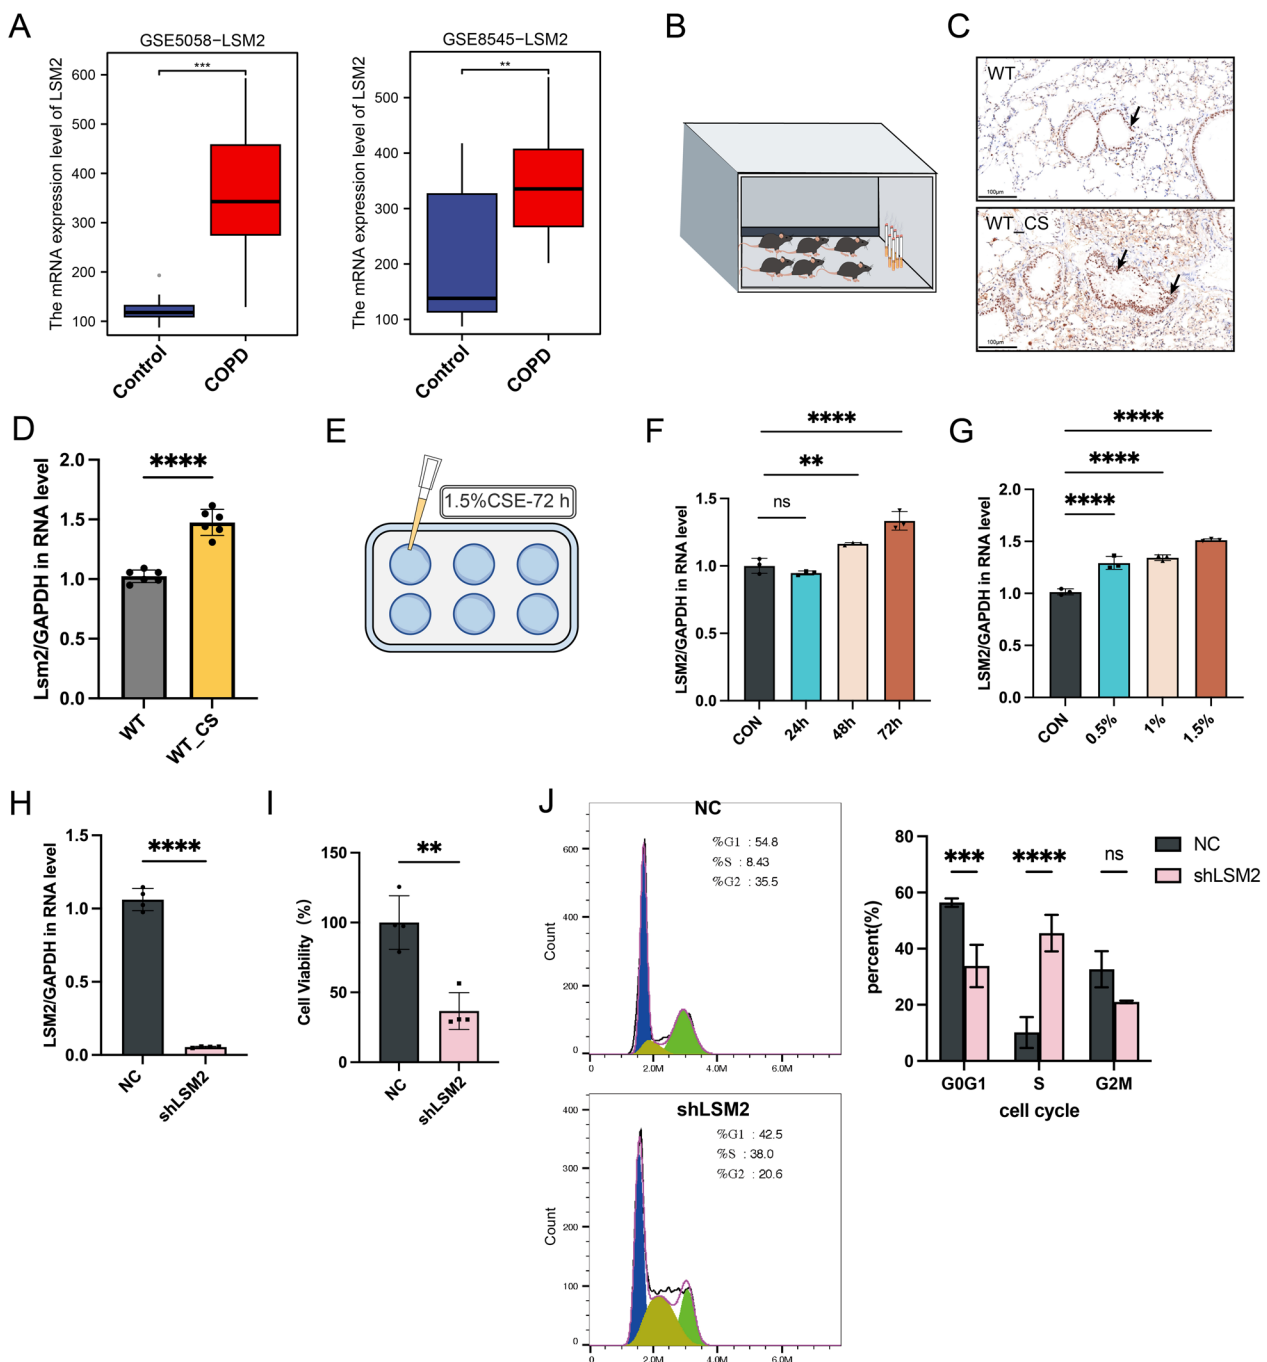 A
GSE5058−LSM2
The mRNA expression level of LSM2
600
500
400
300
200
100
***
Control
COPD
GSE8545−LSM2
The mRNA expression level of LSM2
500
400
300
200
100
**
Control
COPD
B
C
WT
100μm
WT_CS
100μm
D
Lsm2/GAPDH in RNA level
2.0
1.5
1.0
0.5
0.0
****
WT
WT_CS
E
1.5%CSE-72 h
F
LSM2/GAPDH in RNA level
1.5
1.0
0.5
0.0
ns
**
****
CON
24h
48h
72h
G
LSM2/GAPDH in RNA level
2.0
1.5
1.0
0.5
0.0
****
****
****
CON
0.5%
1%
1.5%
H
LSM2/GAPDH in RNA level
1.5
1.0
0.5
0.0
****
NC
shLSM2
I
Cell Viability (%)
150
100
50
0
**
NC
shLSM2
J
NC
%G1 : 54.8
%S : 8.43
%G2 : 35.5
Count
600
400
200
0
0
2.0M
4.0M
6.0M
shLSM2
%G1 : 42.5
%S : 38.0
%G2 : 20.6
Count
400
300
200
100
0
0
2.0M
4.0M
6.0M
percent(%)
80
60
40
20
0
***
****
ns
G0G1
S
G2M
cell cycle
NC
shLSM2